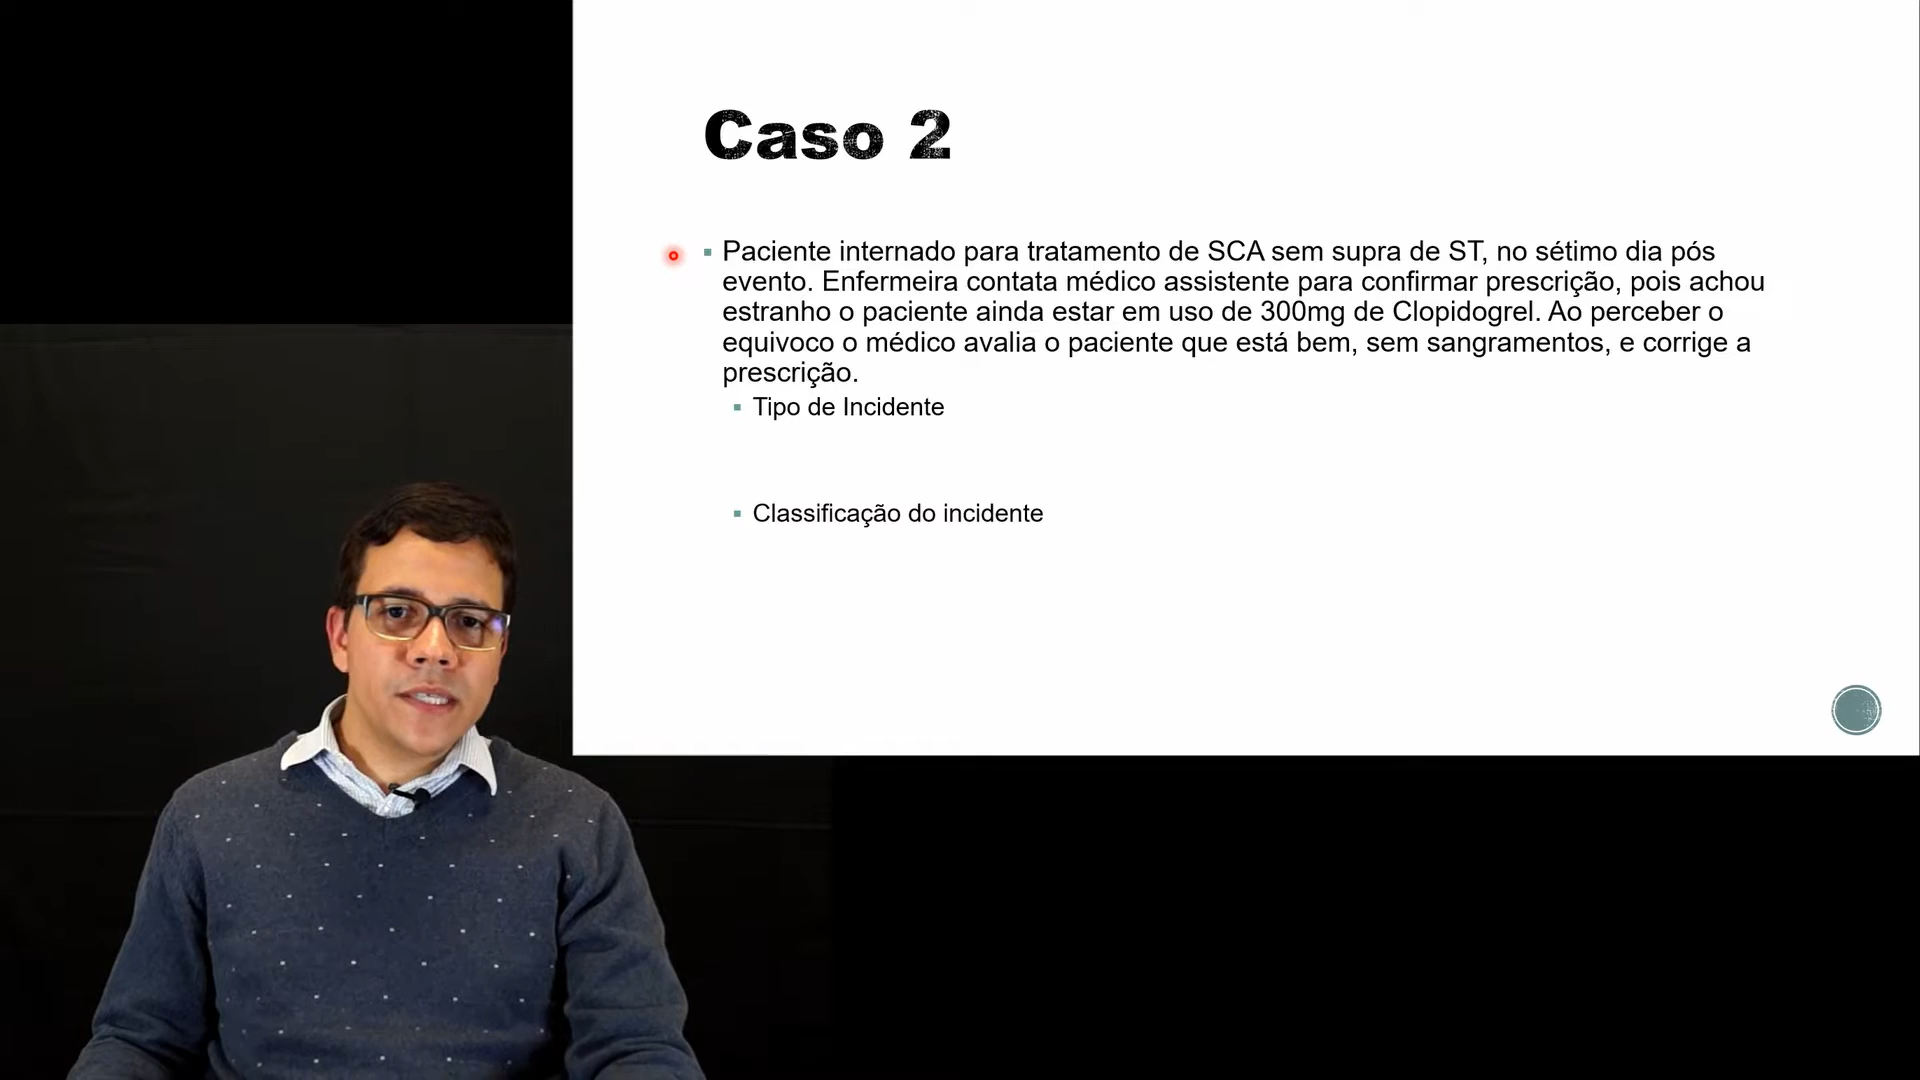 Caso 2
Paciente internado para tratamento de SCA sem supra de ST, no sétimo dia pós
evento. Enfermeira contata médico assistente para confirmar prescrição, pois achou
estranho o paciente ainda estar em uso de 300mg de Clopidogrel. Ao perceber o
equivoco o médico avalia o paciente que está bem, sem sangramentos, e corrige a
prescrição.
Tipo de Incidente
Classificação do incidente